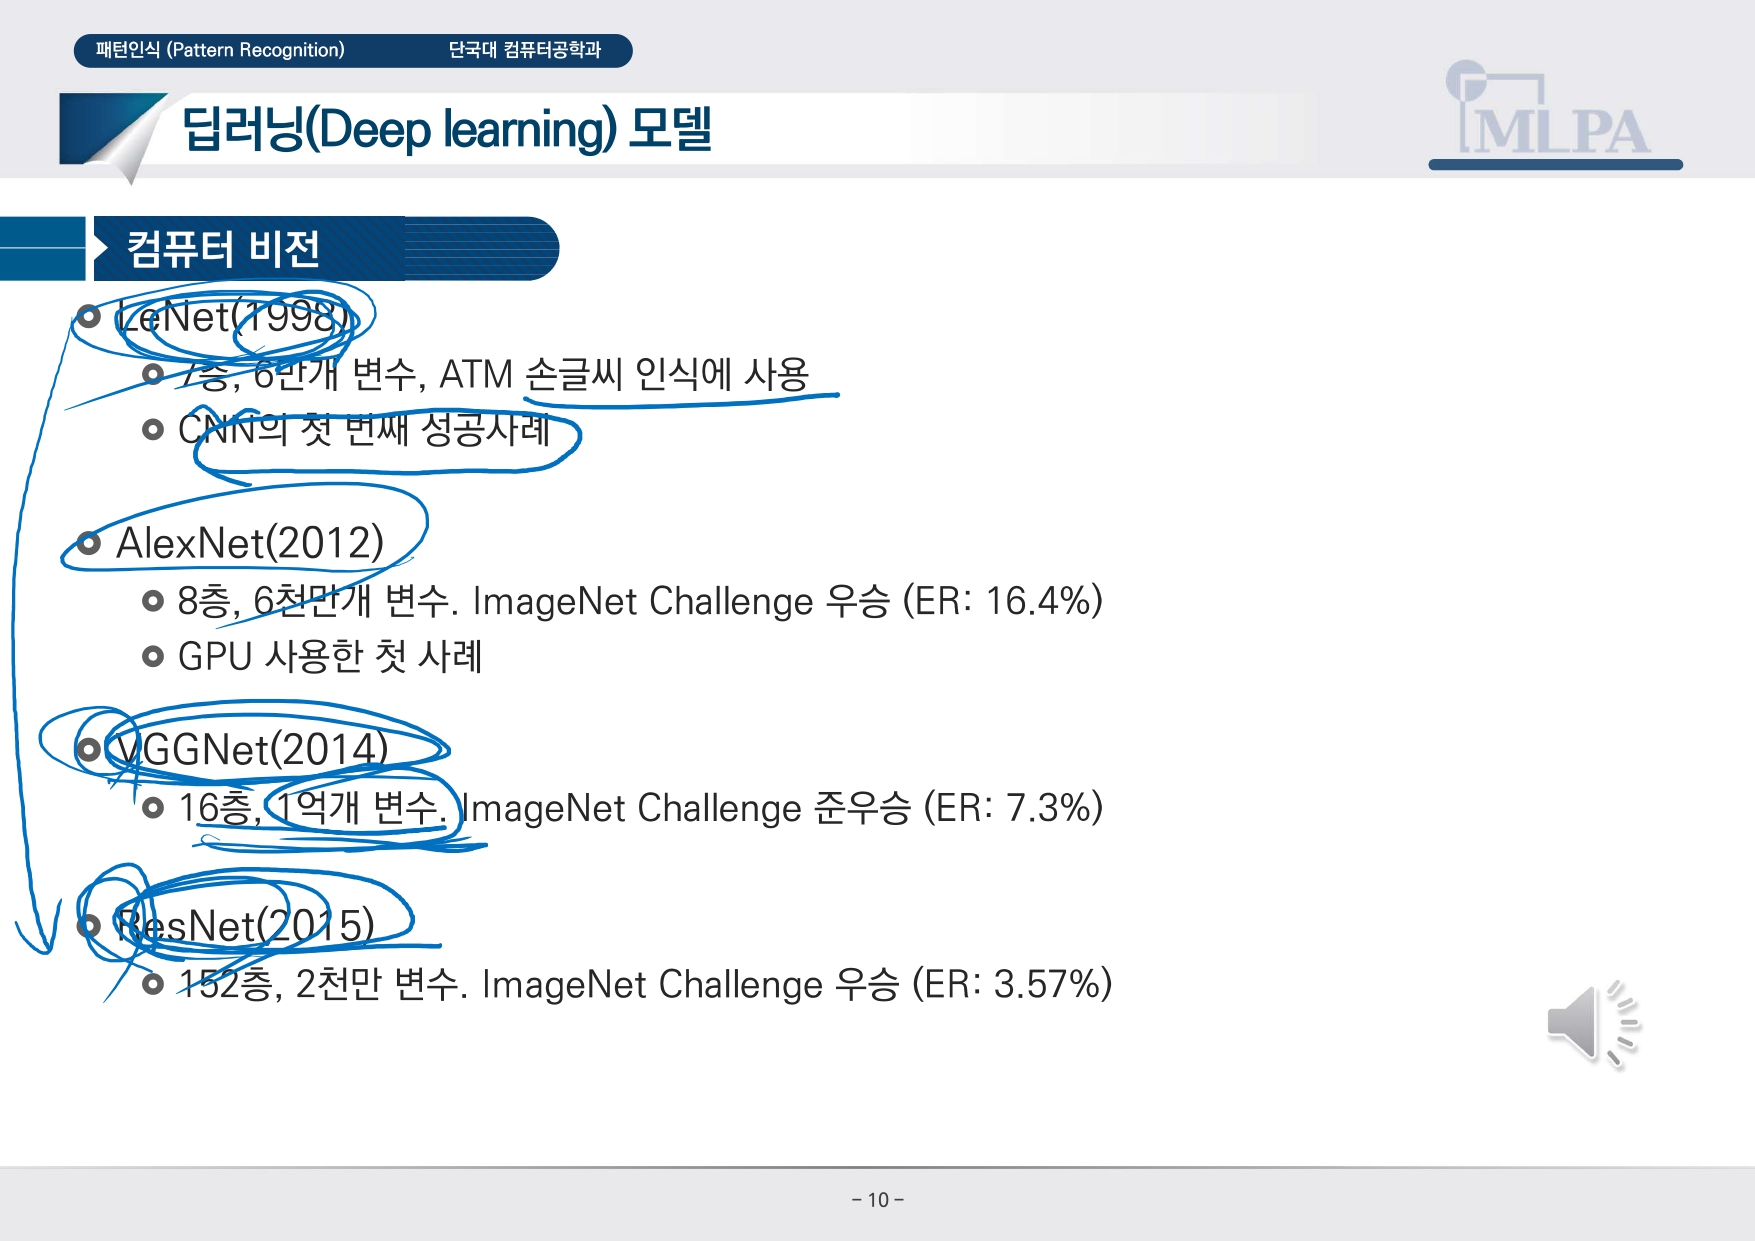 패턴인식 (Pattern Recognition) 단국대 컴퓨터공학과
딥러닝(Deep learning) 모델
MLPA
컴퓨터 비전
LeNet(1998)
7층, 6만개 변수, ATM 손글씨 인식에 사용
CNN의 첫 번째 성공사례
AlexNet(2012)
8층, 6천만개 변수. ImageNet Challenge 우승 (ER: 16.4%)
GPU 사용한 첫 사례
VGGNet(2014)
16층, 1억개 변수. ImageNet Challenge 준우승 (ER: 7.3%)
ResNet(2015)
152층, 2천만 변수. ImageNet Challenge 우승 (ER: 3.57%)
- 10 -